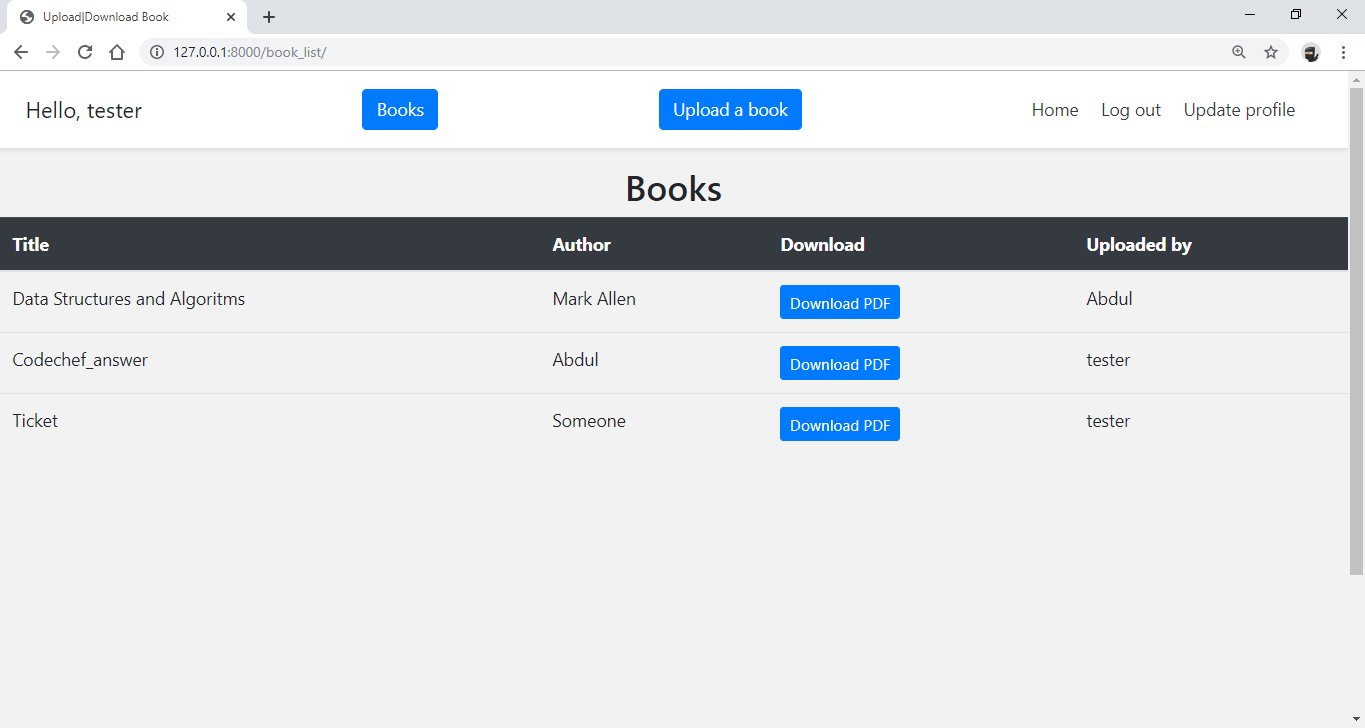 Upload|Download Book
127.0.0.1:8000/book_list/
Hello, tester Books Upload a book Home Log out Update profile
Books
Title Author Download Uploaded by
Data Structures and Algoritms Mark Allen Download PDF Abdul
Codechef_answer Abdul Download PDF tester
Ticket Someone Download PDF tester